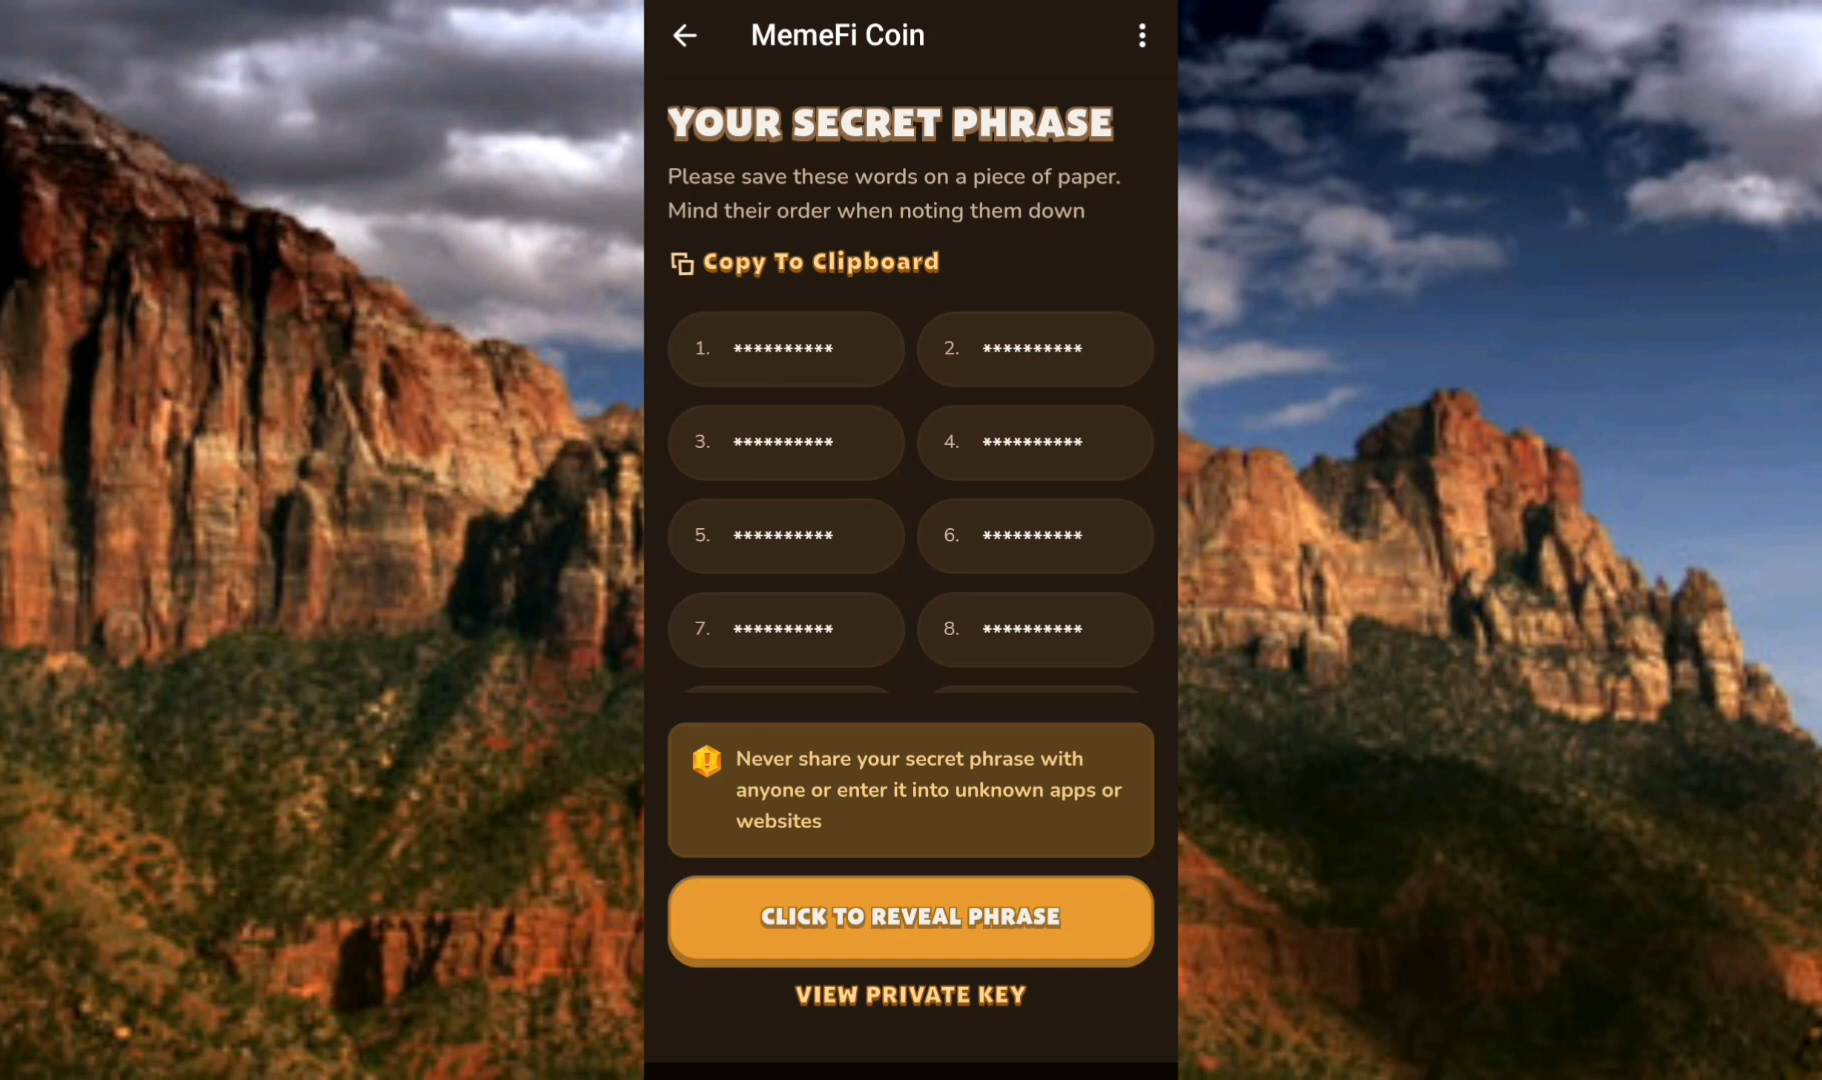 MemeFi Coin
YOUR SECRET PHRASE
Please save these words on a piece of paper.
Mind their order when noting them down
Copy To Clipboard
1. **********
2. **********
3. **********
4. **********
5. **********
6. **********
7. **********
8. **********
Never share your secret phrase with
anyone or enter it into unknown apps or
websites
CLICK TO REVEAL PHRASE
VIEW PRIVATE KEY